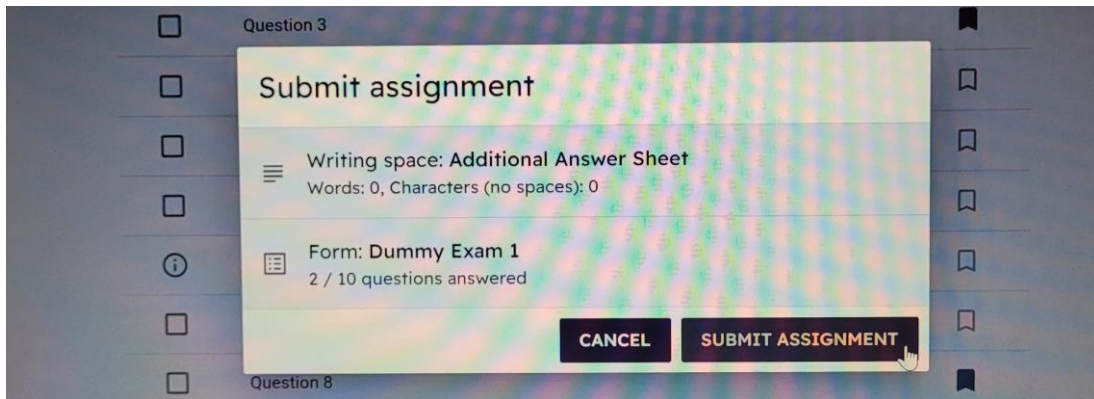 Question 3
Submit assignment
Writing space: Additional Answer Sheet
Words: 0, Characters (no spaces): 0
Form: Dummy Exam 1
2 / 10 questions answered
CANCEL
SUBMIT ASSIGNMENT
Question 8